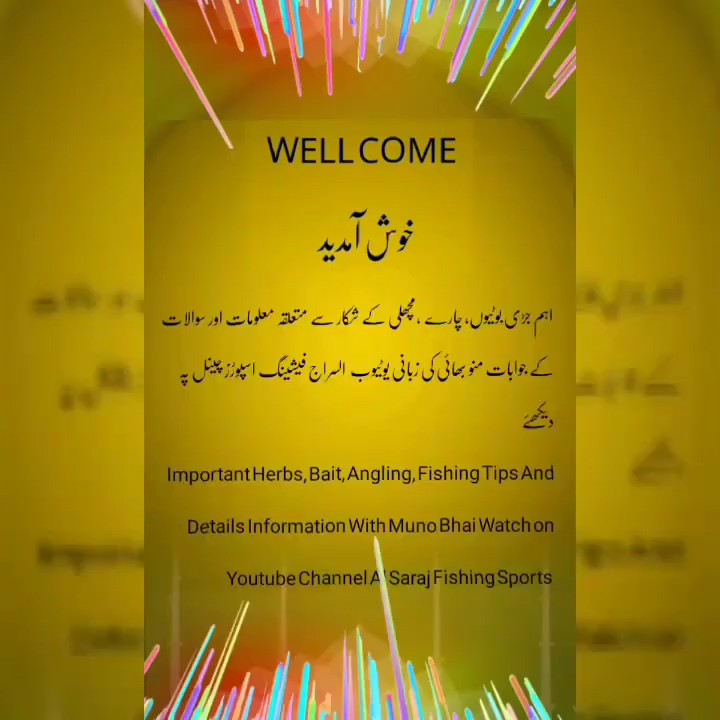 WELL COME
خوش آمدید
اہم جڑی بوٹیوں، چارے ، مچھلی کے شکار سے متعلقہ معلومات اور سوالات
کے جوابات منو بھائی کی زبانی یوٹیوب السراج فیشینگ اسپورٹز چینل پہ
دیکھئے
Important Herbs, Bait, Angling, Fishing Tips And
Details Information With Muno Bhai Watch on
Youtube Channel Al Saraj Fishing Sports